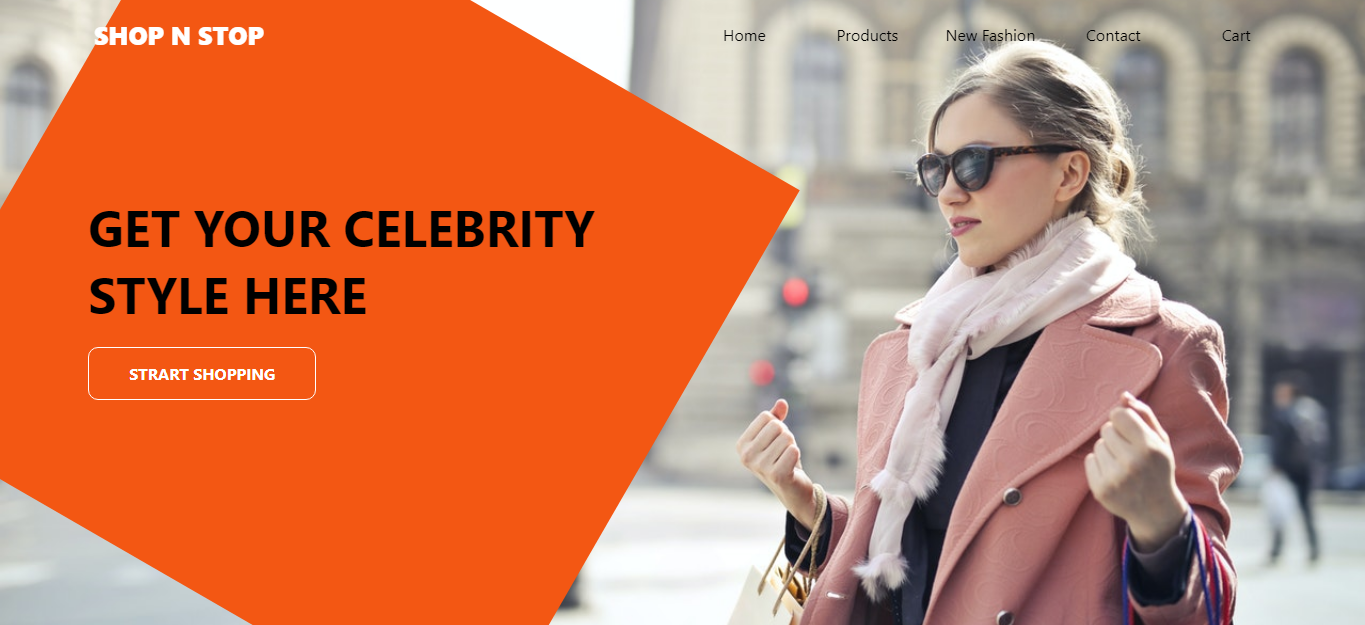 SHOP N STOP
Home
Products
New Fashion
Contact
Cart
GET YOUR CELEBRITY
STYLE HERE
STRART SHOPPING